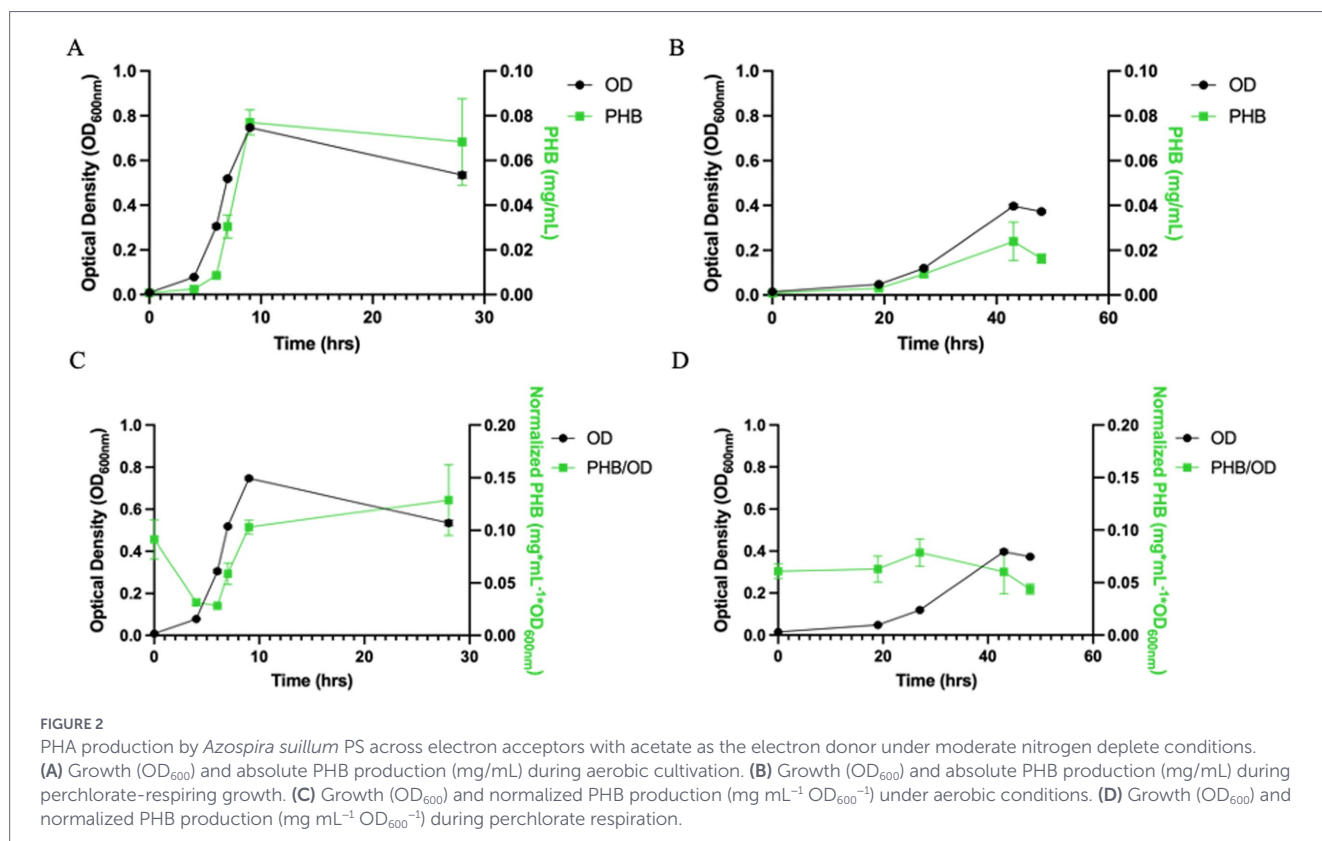 A
Optical Density (OD600nm)
1.0
0.8
0.6
0.4
0.2
0.0
0.10
0.08
0.06
0.04
0.02
0.00
PHB (mg/mL)
OD
PHB
0 10 20 30
Time (hrs)
B
Optical Density (OD600nm)
1.0
0.8
0.6
0.4
0.2
0.0
0.10
0.08
0.06
0.04
0.02
0.00
PHB (mg/mL)
OD
PHB
0 20 40 60
Time (hrs)
C
Optical Density (OD600nm)
1.0
0.8
0.6
0.4
0.2
0.0
0.20
0.15
0.10
0.05
0.00
Normalized PHB (mg*mL-1*OD600nm)
OD
PHB/OD
0 10 20 30
Time (hrs)
D
Optical Density (OD600nm)
1.0
0.8
0.6
0.4
0.2
0.0
0.20
0.15
0.10
0.05
0.00
Normalized PHB (mg*mL-1*OD600nm)
OD
PHB/OD
0 20 40 60
Time (hrs)
FIGURE 2
PHA production by Azospira suillum PS across electron acceptors with acetate as the electron donor under moderate nitrogen deplete conditions.
(A) Growth (OD600) and absolute PHB production (mg/mL) during aerobic cultivation. (B) Growth (OD600) and absolute PHB production (mg/mL) during
perchlorate-respiring growth. (C) Growth (OD600) and normalized PHB production (mg mL−1 OD600−1) under aerobic conditions. (D) Growth (OD600) and
normalized PHB production (mg mL−1 OD600−1) during perchlorate respiration.